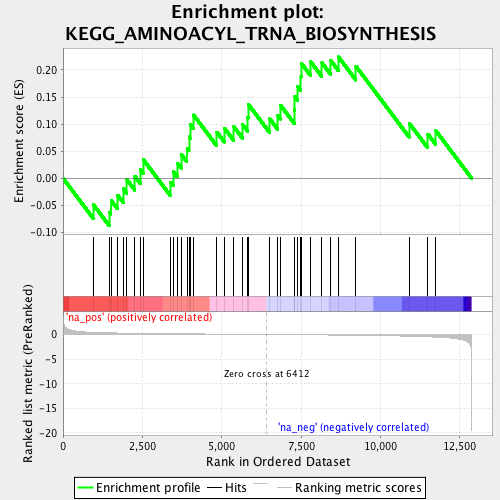 Enrichment plot:
KEGG_AMINOACYL_TRNA_BIOSYNTHESIS
Enrichment score (ES)
0.20
0.15
0.10
0.05
0.00
-0.05
-0.10
'na_pos' (positively correlated)
Ranked list metric (PreRanked)
0
-5
-10
-15
-20
Zero cross at 6412
'na_neg' (negatively correlated)
0 2,500 5,000 7,500 10,000 12,500
Rank in Ordered Dataset
Enrichment profile Hits Ranking metric scores